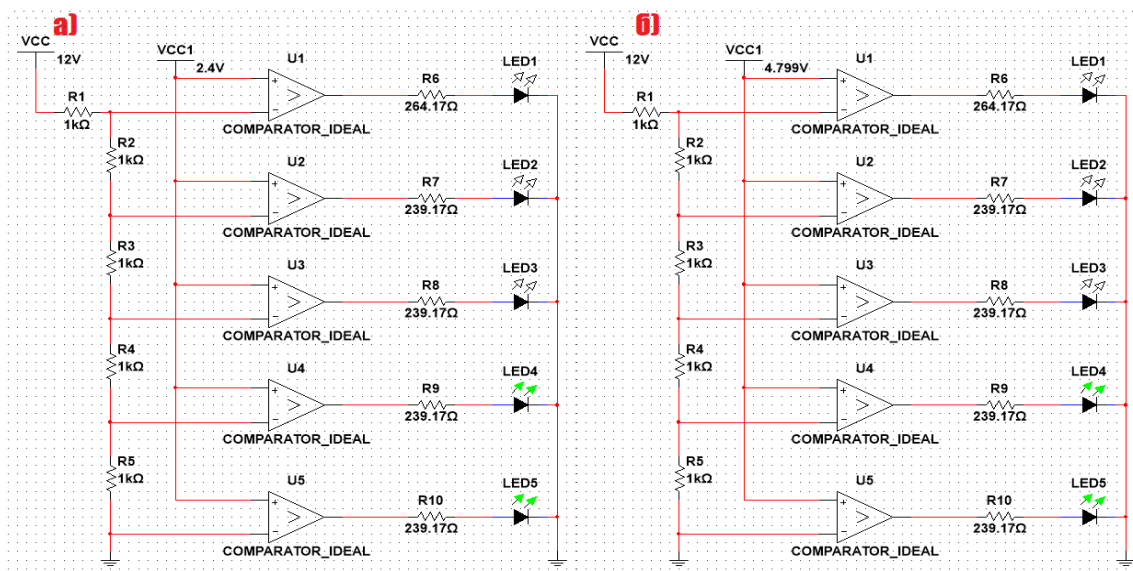 а)
VCC
12V
VCC1
2.4V
R1
1kΩ
R2
1kΩ
R3
1kΩ
R4
1kΩ
R5
1kΩ
U1
COMPARATOR_IDEAL
R6
264.17Ω
LED1
U2
COMPARATOR_IDEAL
R7
239.17Ω
LED2
U3
COMPARATOR_IDEAL
R8
239.17Ω
LED3
U4
COMPARATOR_IDEAL
R9
239.17Ω
LED4
U5
COMPARATOR_IDEAL
R10
239.17Ω
LED5
б)
VCC
12V
VCC1
4.799V
R1
1kΩ
R2
1kΩ
R3
1kΩ
R4
1kΩ
R5
1kΩ
U1
COMPARATOR_IDEAL
R6
264.17Ω
LED1
U2
COMPARATOR_IDEAL
R7
239.17Ω
LED2
U3
COMPARATOR_IDEAL
R8
239.17Ω
LED3
U4
COMPARATOR_IDEAL
R9
239.17Ω
LED4
U5
COMPARATOR_IDEAL
R10
239.17Ω
LED5